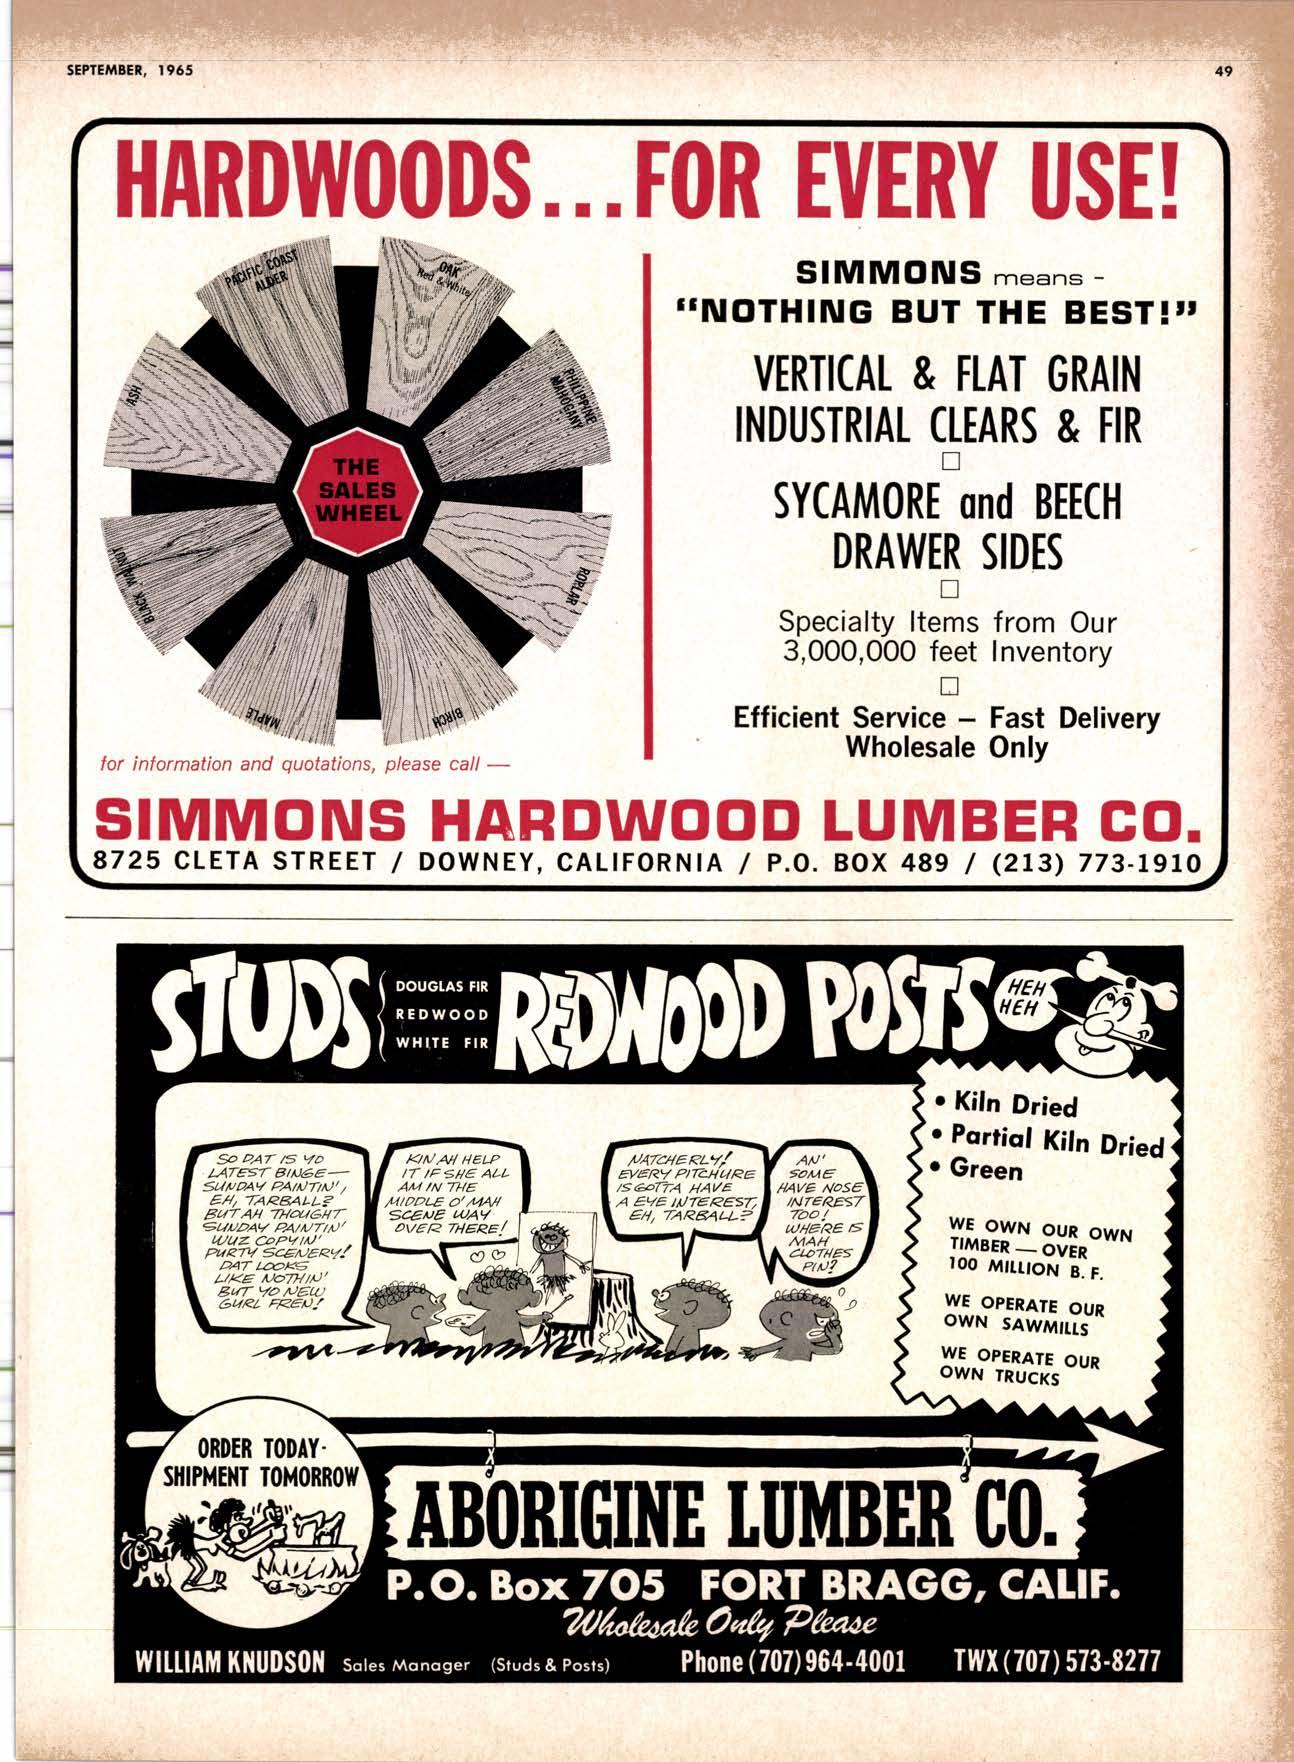 SEPTEMBER, 1965
49
HARDWOODS...FOR EVERY USE!
PACIFIC COAST
ALDER
OAK
Red & White
PHILIPPINE
MAHOGANY
ASH
THE
SALES
WHEEL
BLACK WALNUT
POPLAR
MAPLE
BIRCH
SIMMONS means -
“NOTHING BUT THE BEST!”
VERTICAL & FLAT GRAIN
INDUSTRIAL CLEARS & FIR
SYCAMORE and BEECH
DRAWER SIDES
Specialty Items from Our
3,000,000 feet Inventory
Efficient Service – Fast Delivery
Wholesale Only
for information and quotations, please call —
SIMMONS HARDWOOD LUMBER CO.
8725 CLETA STREET / DOWNEY, CALIFORNIA / P.O. BOX 489 / (213) 773-1910
STUDS
DOUGLAS FIR
REDWOOD
WHITE FIR
REDWOOD POSTS
HEH
HEH
• Kiln Dried
• Partial Kiln Dried
• Green
WE OWN OUR OWN
TIMBER — OVER
100 MILLION B. F.
WE OPERATE OUR
OWN SAWMILLS
WE OPERATE OUR
OWN TRUCKS
SO DAT IS YO
LATEST BINGE—
SUNDAY PAINTIN',
EH, TARBALL?
BUT AH THOUGHT
SUNDAY PAINTIN'
WUZ COPYIN'
PURTY SCENERY!
DAT LOOKS
LIKE NOTHIN'
BUT YO NEW
GURL FREN!
KIN AH HELP
IT IF SHE ALL
AM IN THE
MIDDLE O' MAH
SCENE WAY
OVER THERE!
NATCHERLY!
EVERY PITCHURE
IS GOTTA HAVE
A EYE INTEREST,
EH, TARBALL?
AN'
SOME
HAVE NOSE
INTEREST
TOO!
WHERE IS
MAH
CLOTHES
PIN?
ORDER TODAY-
SHIPMENT TOMORROW
ABORIGINE LUMBER CO.
P.O. Box 705 FORT BRAGG, CALIF.
Wholesale Only Please
WILLIAM KNUDSON Sales Manager (Studs & Posts) Phone (707) 964-4001 TWX (707) 573-8277